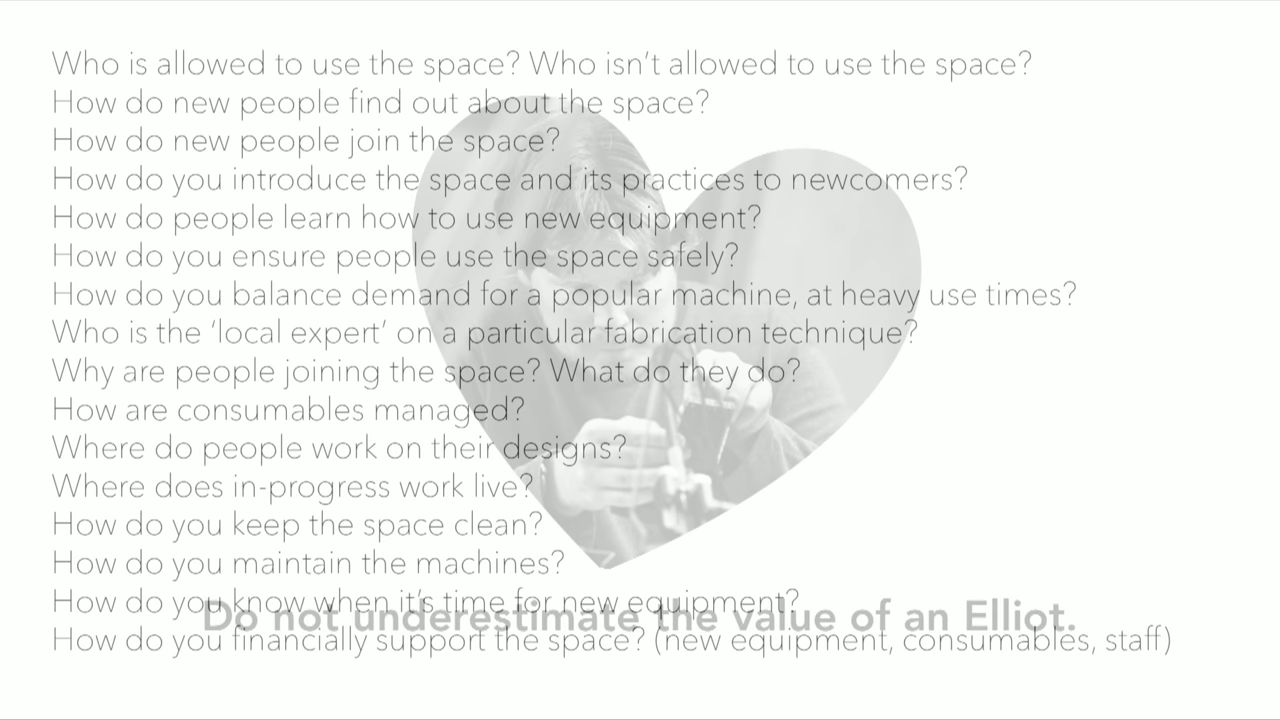 Who is allowed to use the space? Who isn’t allowed to use the space?
How do new people find out about the space?
How do new people join the space?
How do you introduce the space and its practices to newcomers?
How do people learn how to use new equipment?
How do you ensure people use the space safely?
How do you balance demand for a popular machine, at heavy use times?
Who is the ‘local expert’ on a particular fabrication technique?
Why are people joining the space? What do they do?
How are consumables managed?
Where do people work on their designs?
Where does in-progress work live?
How do you keep the space clean?
How do you maintain the machines?
How do you know when it’s time for new equipment?
Do not underestimate the value of an Elliot.
How do you financially support the space? (new equipment, consumables, staff)